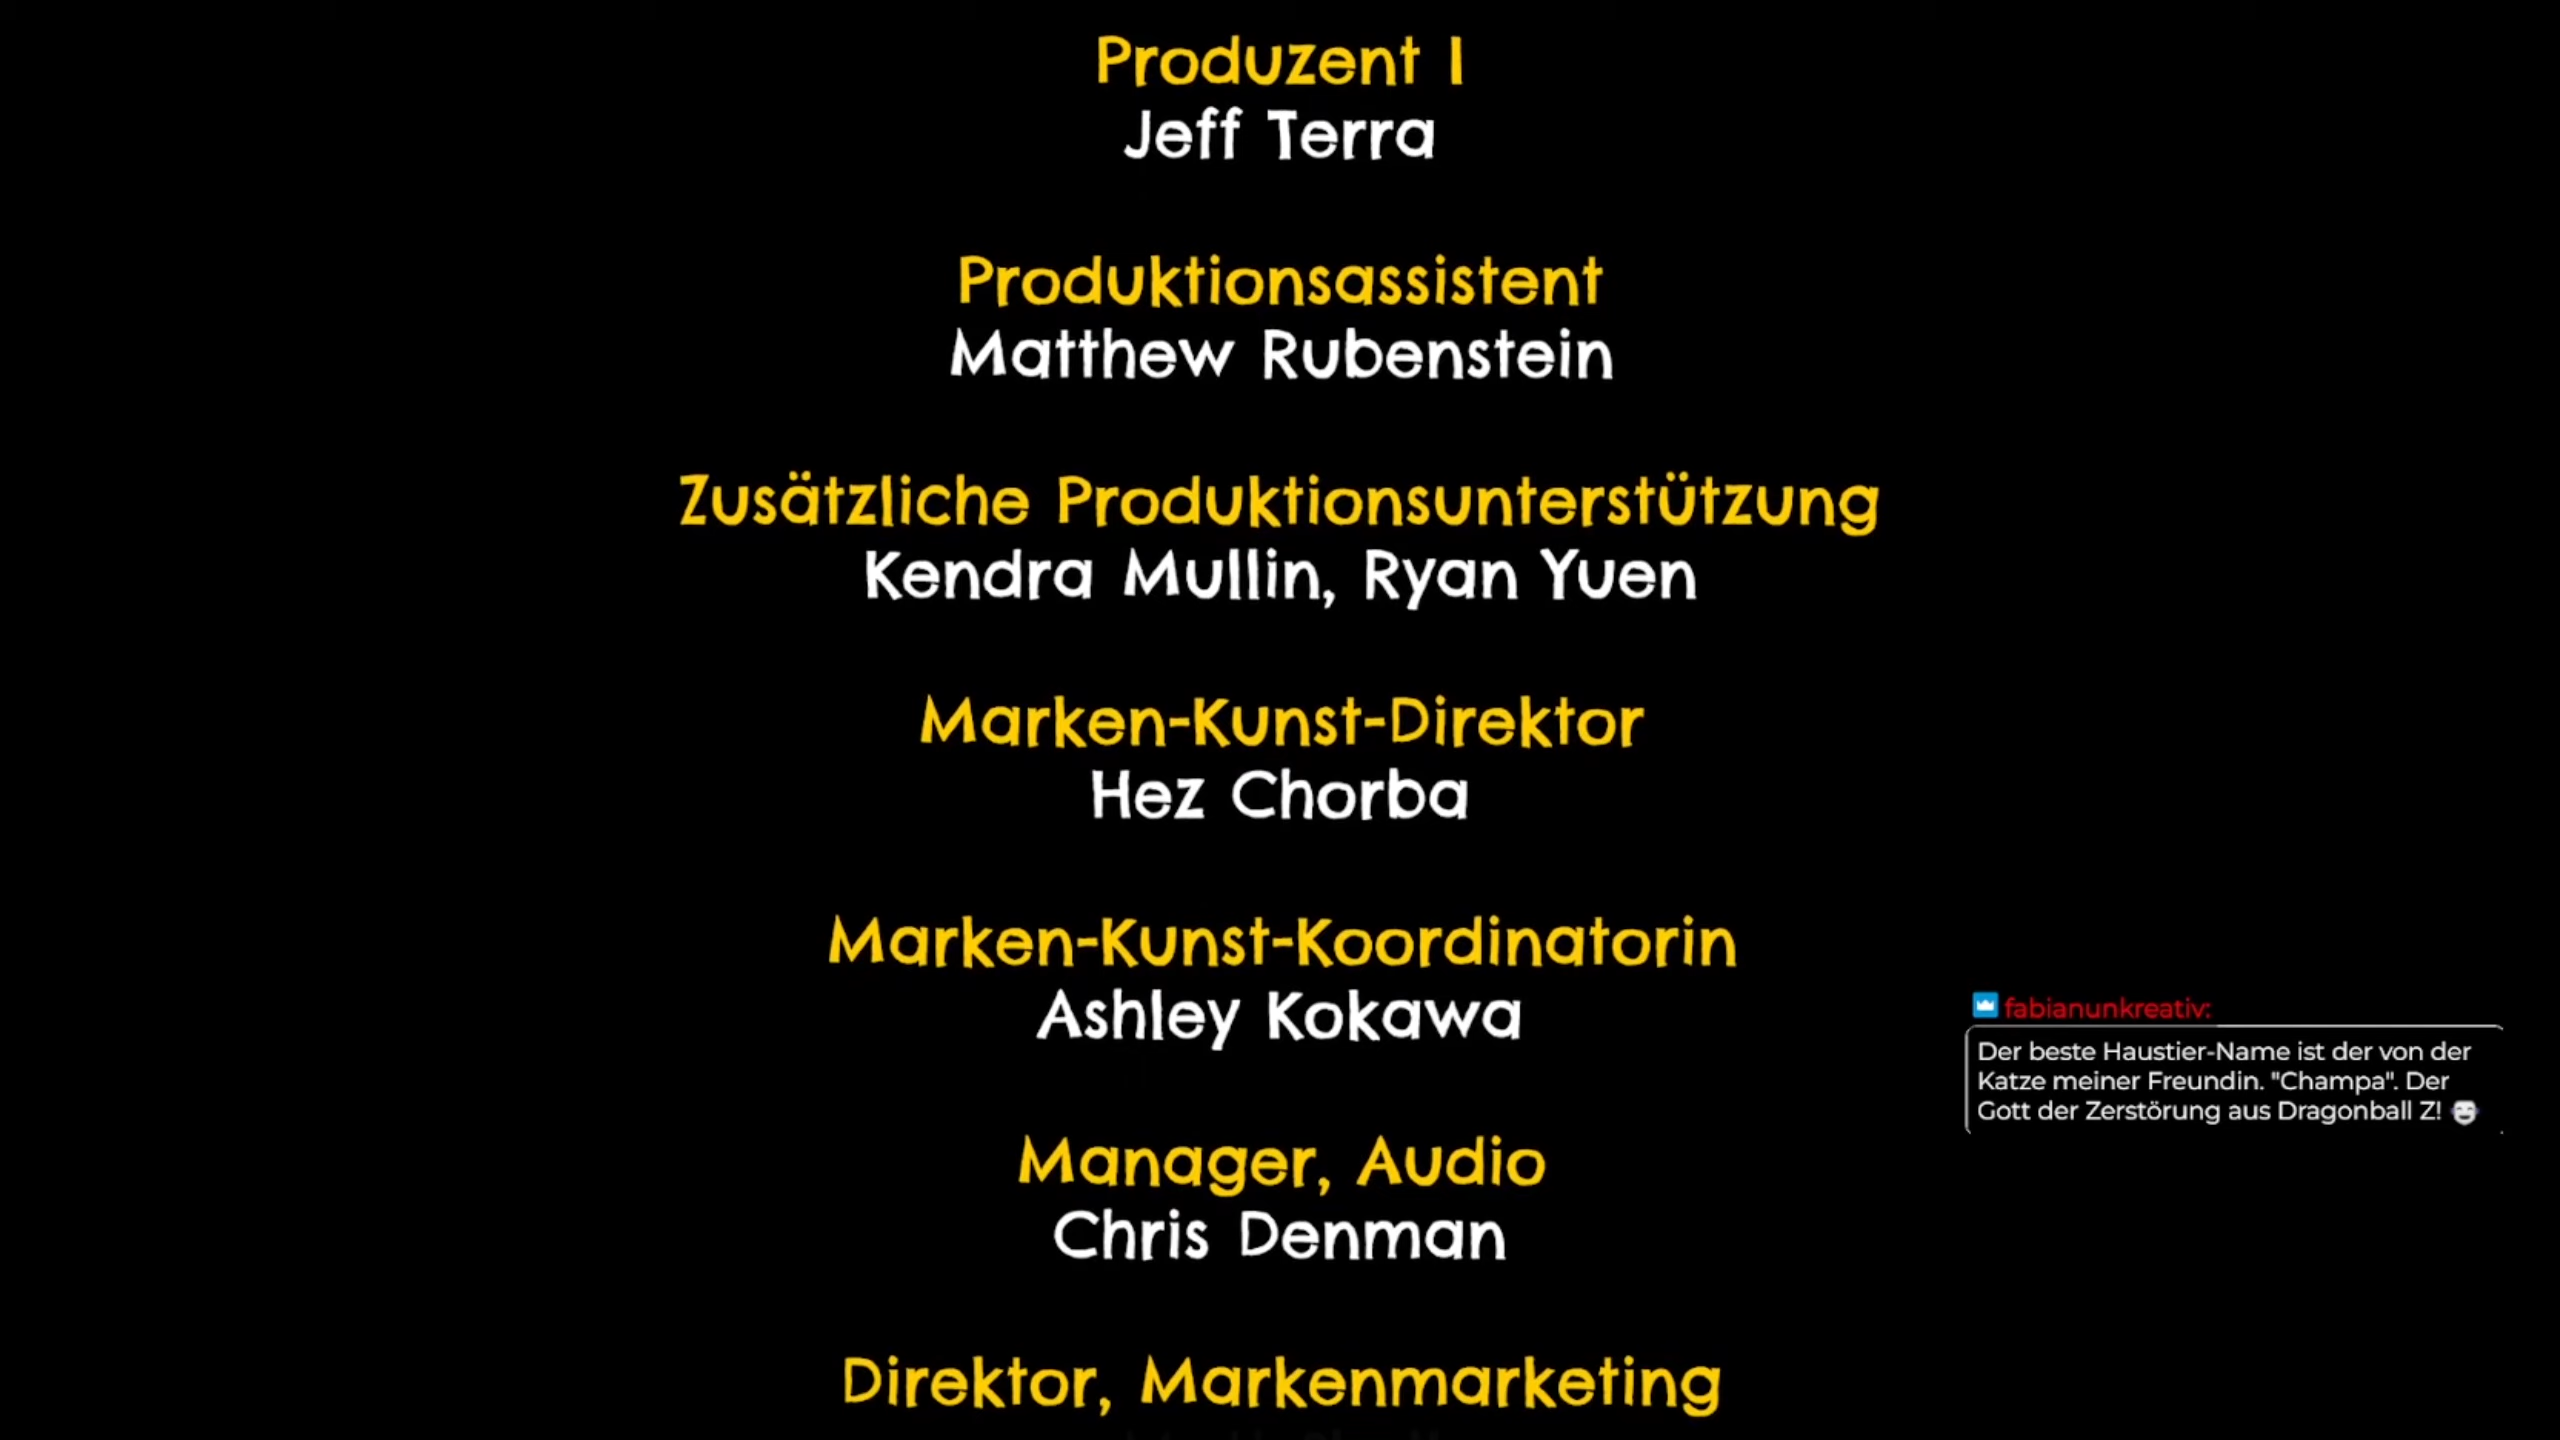 Produzent I
Jeff Terra
Produktionsassistent
Matthew Rubenstein
Zusätzliche Produktionsunterstützung
Kendra Mullin, Ryan Yuen
Marken-Kunst-Direktor
Hez Chorba
Marken-Kunst-Koordinatorin
Ashley Kokawa
fabianunkreativ:
Der beste Haustier-Name ist der von der
Katze meiner Freundin. "Champa". Der
Gott der Zerstörung aus Dragonball Z!
Manager, Audio
Chris Denman
Direktor, Markenmarketing